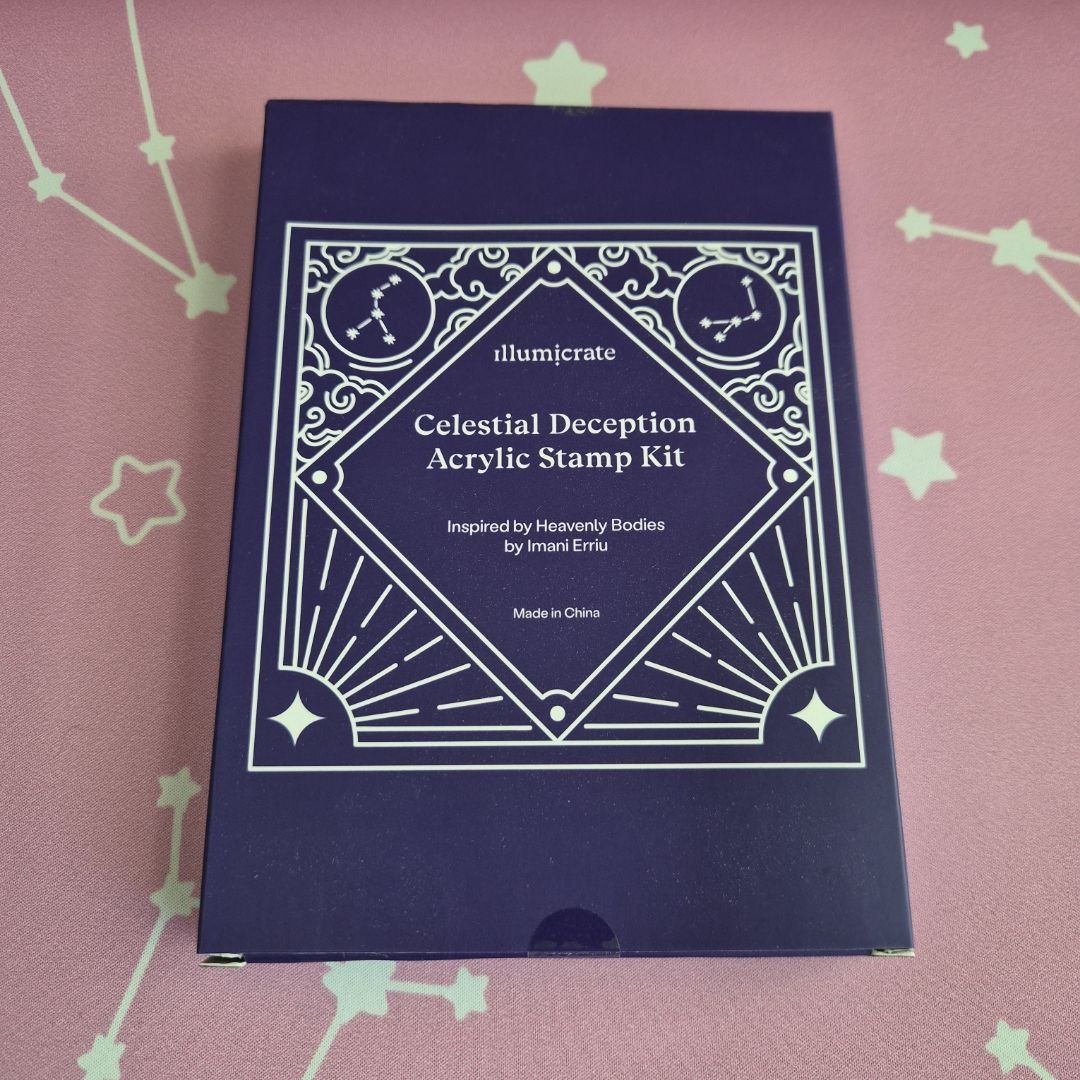 illumicrate
Celestial Deception
Acrylic Stamp Kit
Inspired by Heavenly Bodies
by Imani Erriu
Made in China